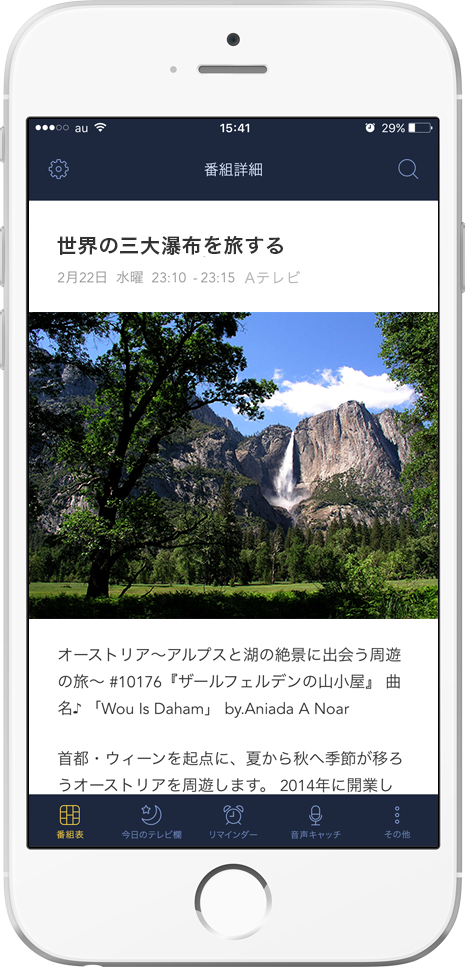 au 15:41 29%
番組詳細
世界の三大瀑布を旅する
2月22日 水曜 23:10 - 23:15 Aテレビ
オーストリア〜アルプスと湖の絶景に出会う周遊
の旅〜 #10176『ザールフェルデンの山小屋』 曲
名♪ 「Wou Is Daham」 by.Aniada A Noar
首都・ウィーンを起点に、夏から秋へ季節が移ろ
うオーストリアを周遊します。 2014年に開業し
番組表 今日のテレビ欄 リマインダー 音声キャッチ その他